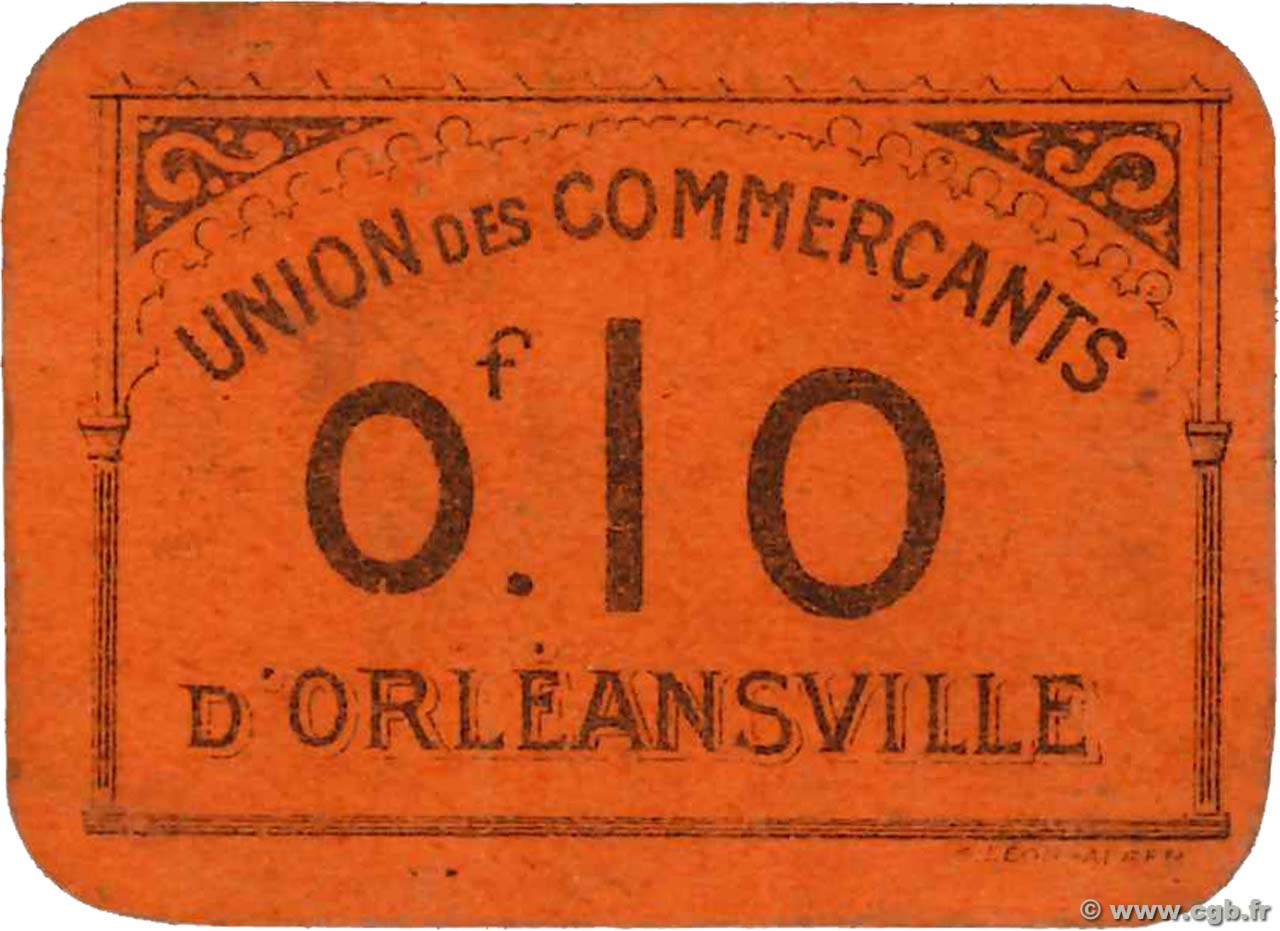 UNION DES COMMERÇANTS
0.f10
D'ORLÉANSVILLE
© www.cgb.fr